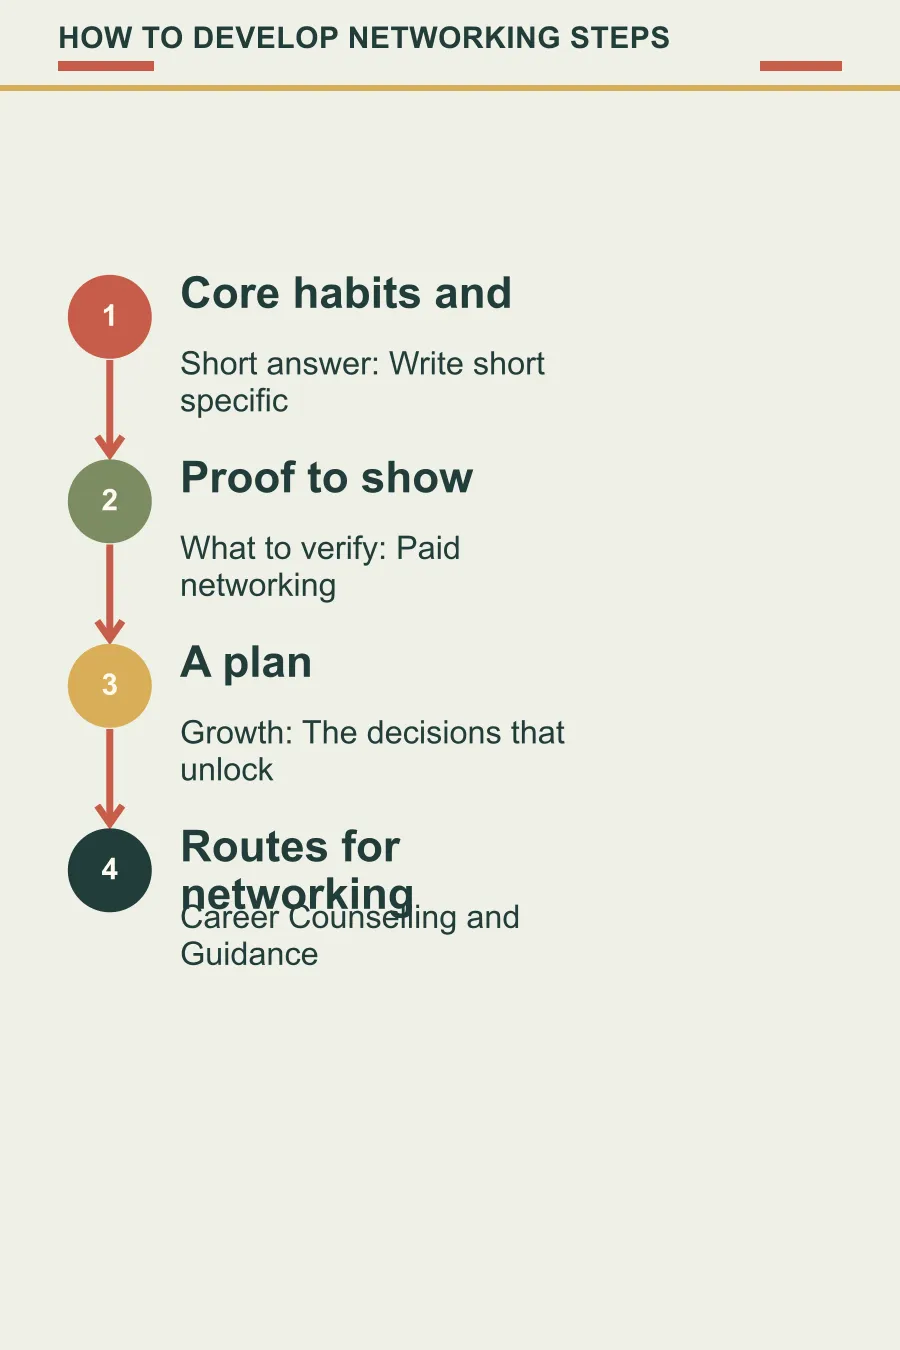 HOW TO DEVELOP NETWORKING STEPS
1
Core habits and
Short answer: Write short
specific
2
Proof to show
What to verify: Paid
networking
3
A plan
Growth: The decisions that
unlock
4
Routes for
networking
Career Counselling and
Guidance